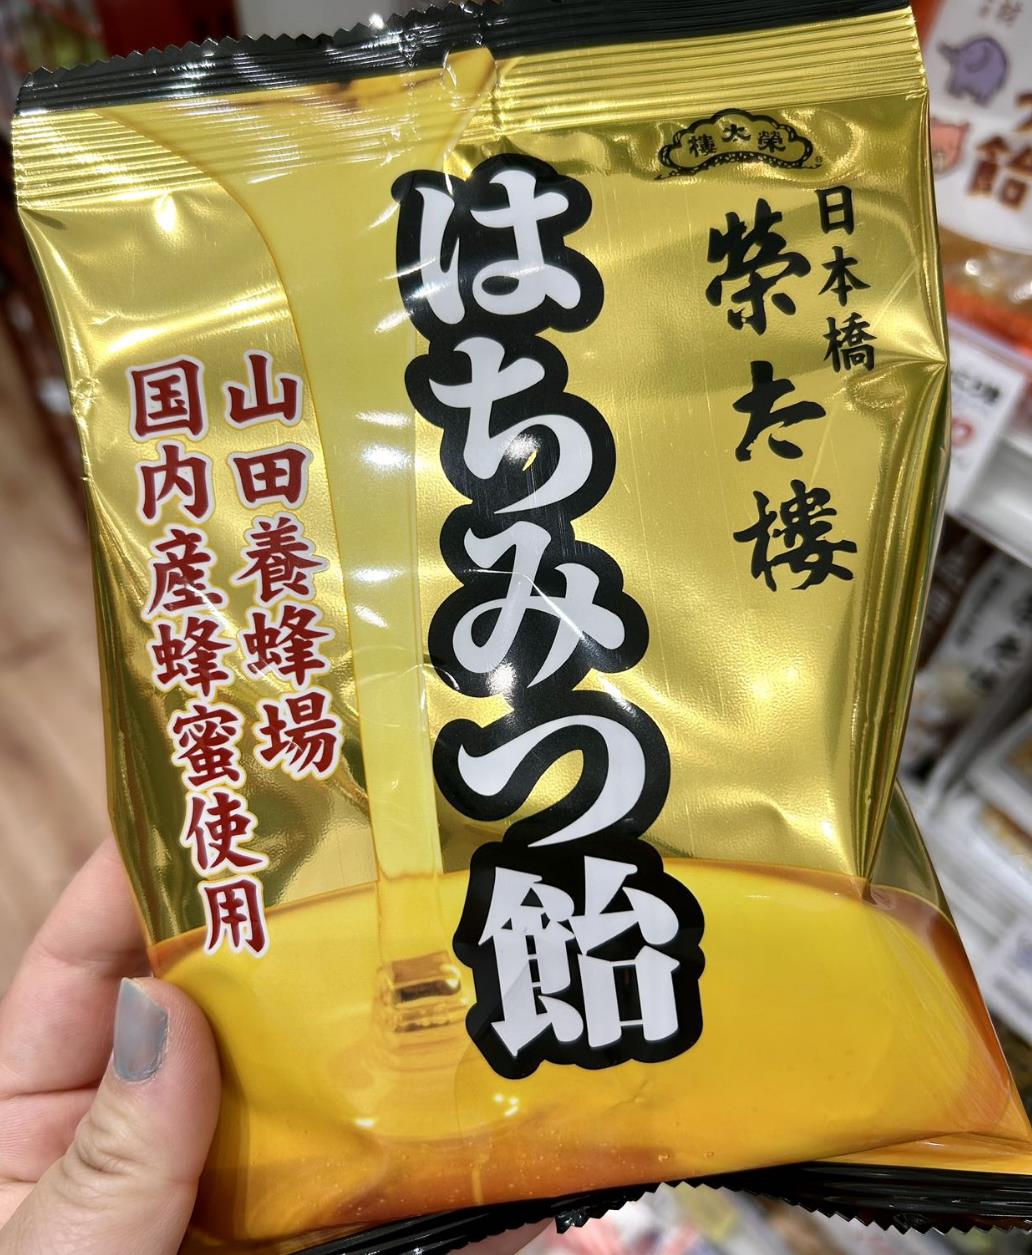 榮太樓
日本橋
榮太樓
はちみつ飴
山田養蜂場
国内産蜂蜜使用
飴